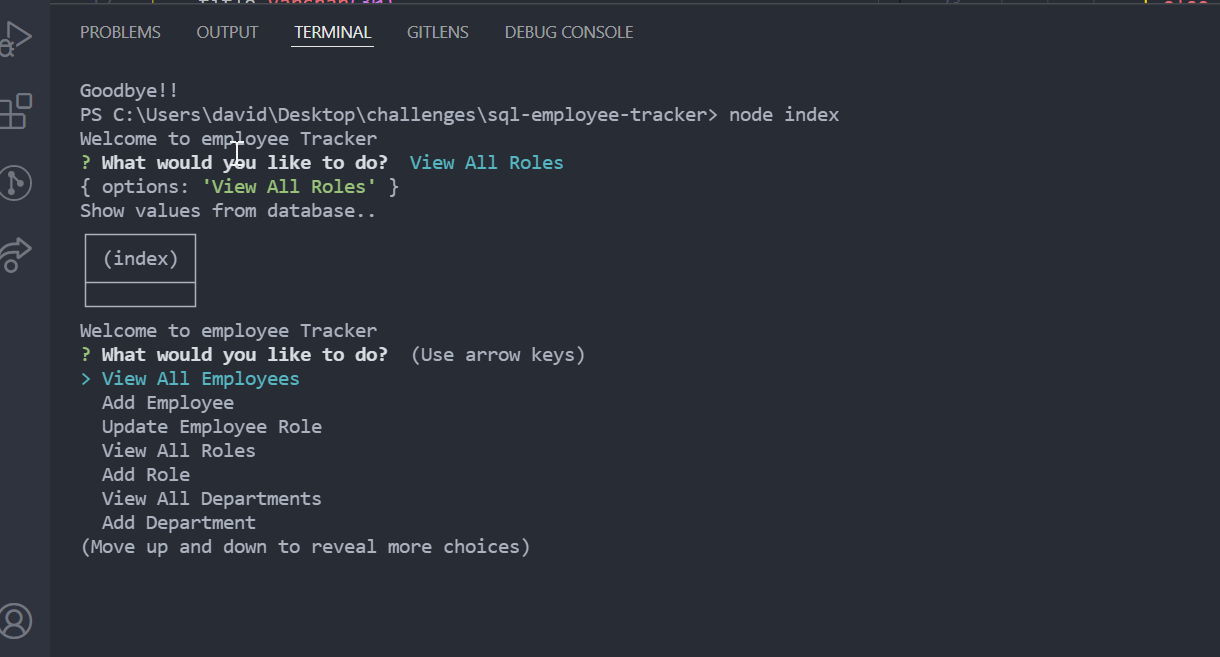 PROBLEMS OUTPUT TERMINAL GITLENS DEBUG CONSOLE
Goodbye!!
PS C:\Users\david\Desktop\challenges\sql-employee-tracker> node index
Welcome to employee Tracker
? What would you like to do? View All Roles
{ options: 'View All Roles' }
Show values from database..
(index)
Welcome to employee Tracker
? What would you like to do? (Use arrow keys)
> View All Employees
Add Employee
Update Employee Role
View All Roles
Add Role
View All Departments
Add Department
(Move up and down to reveal more choices)